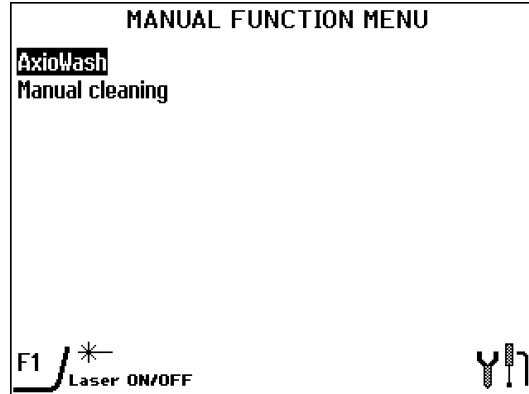 MANUAL FUNCTION MENU
AxioWash
Manual cleaning
F1
Laser ON/OFF